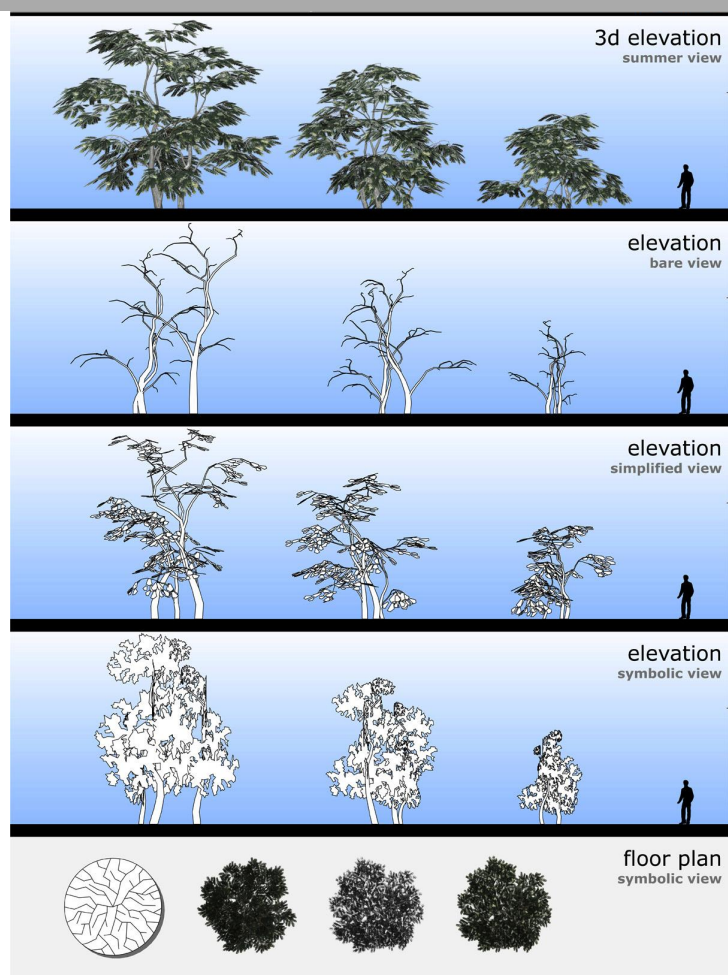 3d elevation
summer view
elevation
bare view
elevation
simplified view
elevation
symbolic view
floor plan
symbolic view